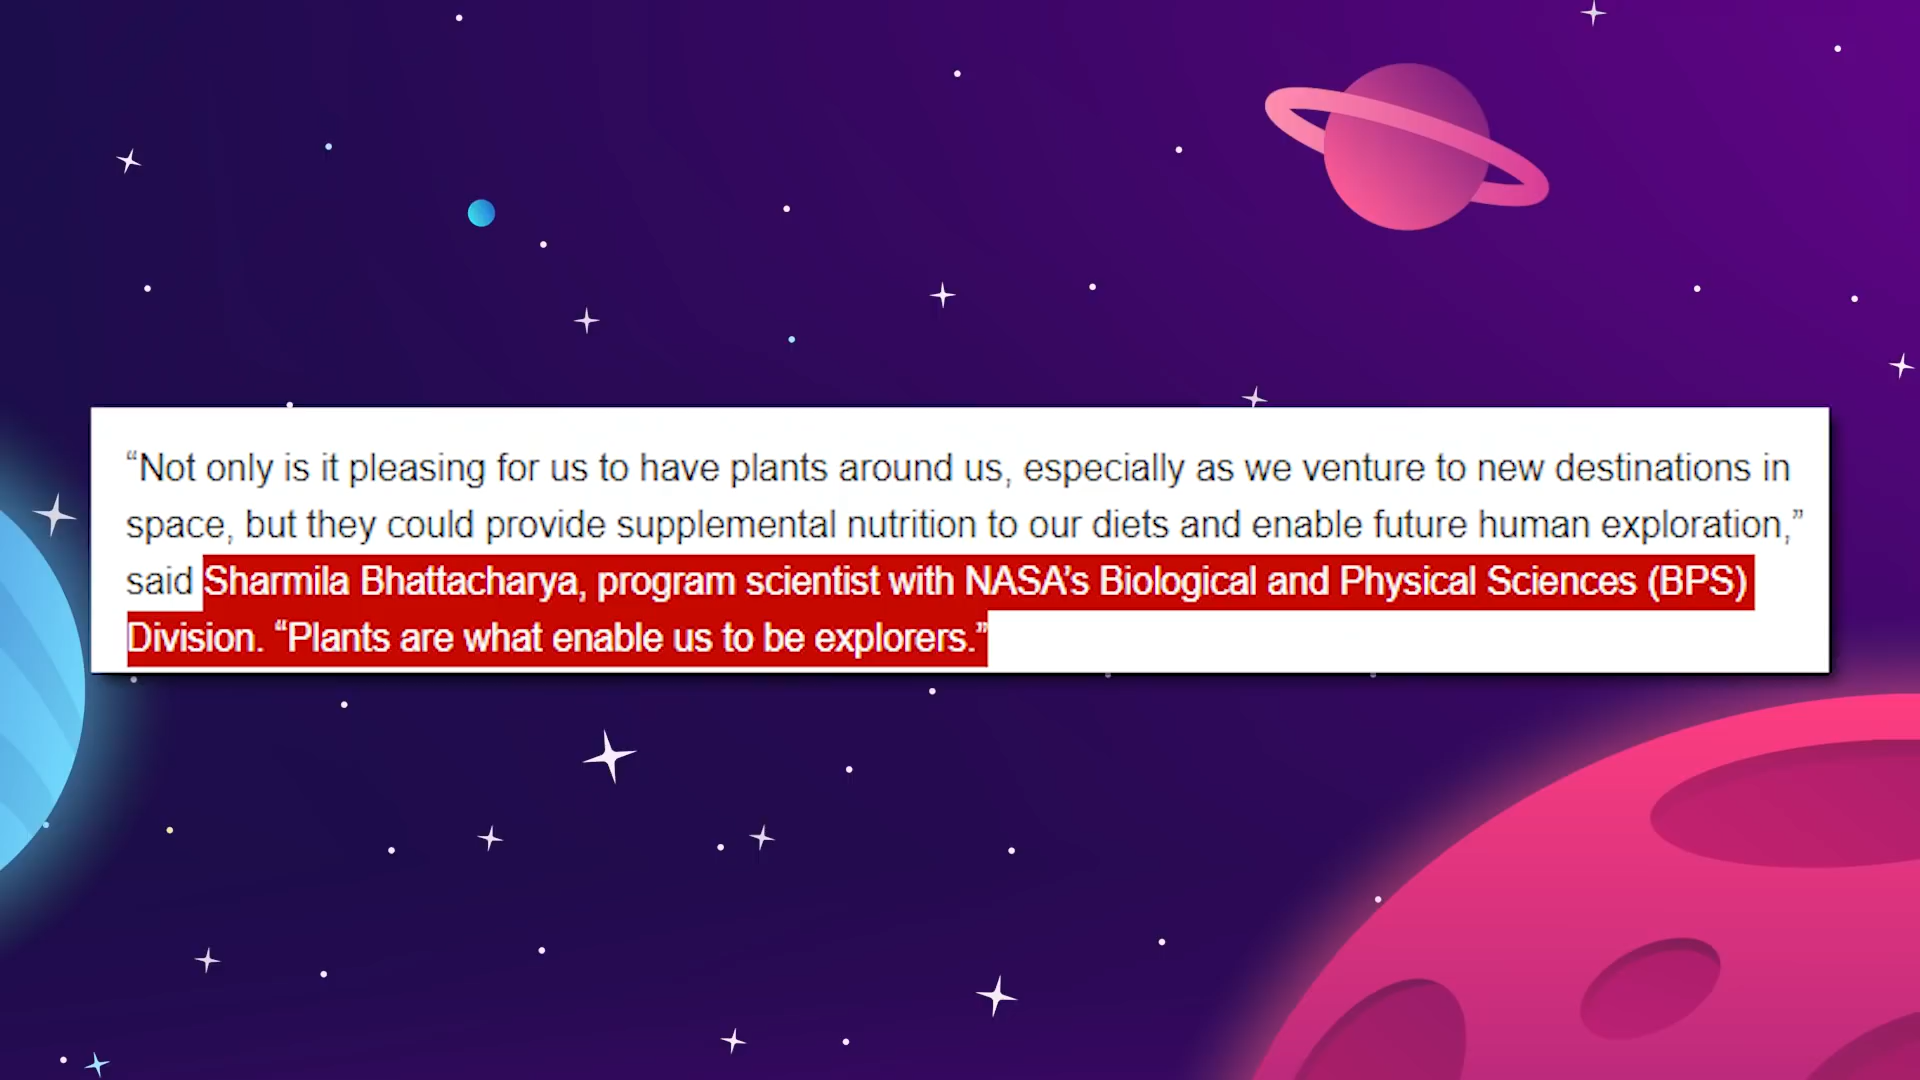 “Not only is it pleasing for us to have plants around us, especially as we venture to new destinations in
space, but they could provide supplemental nutrition to our diets and enable future human exploration,”
said Sharmila Bhattacharya, program scientist with NASA’s Biological and Physical Sciences (BPS)
Division. “Plants are what enable us to be explorers.”